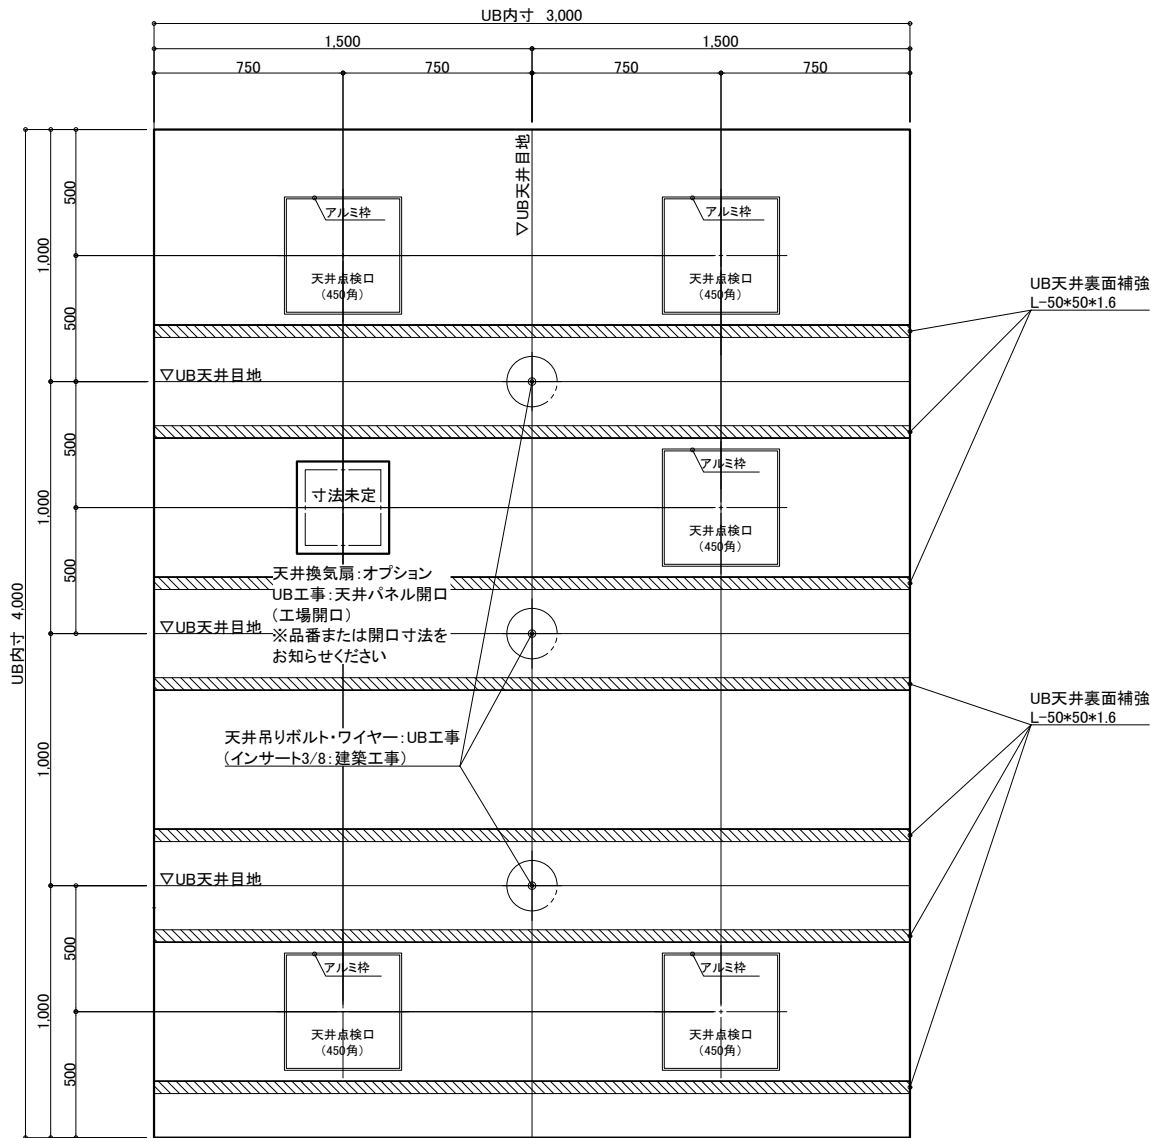 UB内寸 3,000
1,500
1,500
750
750
750
750
UB内寸 4,000
1,000
1,000
1,000
1,000
500
500
500
500
500
500
▽UB天井目地
アルミ枠
天井点検口
(450角)
アルミ枠
天井点検口
(450角)
UB天井裏面補強
L-50*50*1.6
▽UB天井目地
寸法未定
アルミ枠
天井点検口
(450角)
天井換気扇:オプション
UB工事:天井パネル開口
(工場開口)
※品番または開口寸法を
お知らせください
▽UB天井目地
UB天井裏面補強
L-50*50*1.6
天井吊りボルト・ワイヤー:UB工事
(インサート3/8:建築工事)
▽UB天井目地
アルミ枠
天井点検口
(450角)
アルミ枠
天井点検口
(450角)